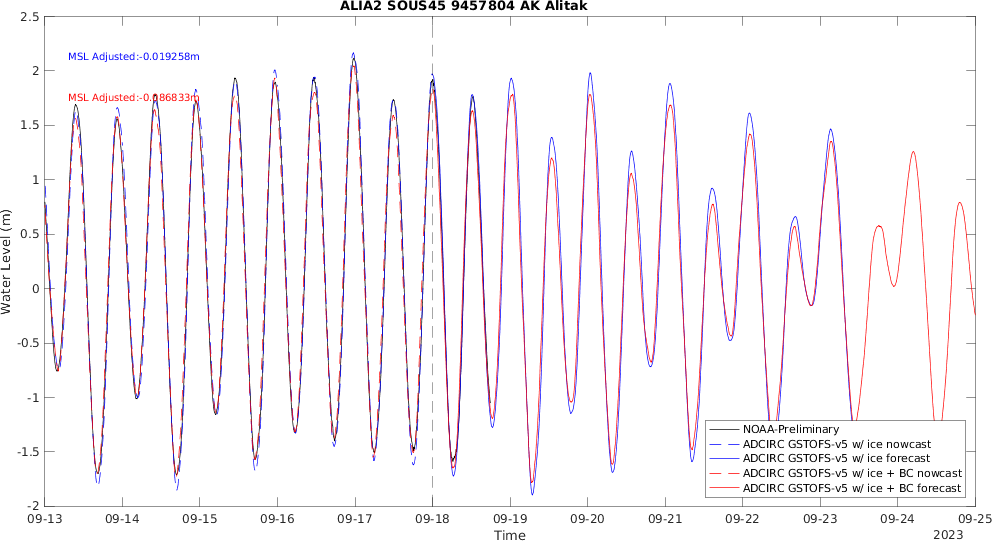 ALIA2 SOUS45 9457804 AK Alitak
Water Level (m)
2.5
2
1.5
1
0.5
0
-0.5
-1
-1.5
-2
MSL Adjusted:-0.019258m
MSL Adjusted:-0.086833m
NOAA-Preliminary
ADCIRC GSTOFS-v5 w/ ice nowcast
ADCIRC GSTOFS-v5 w/ ice forecast
ADCIRC GSTOFS-v5 w/ ice + BC nowcast
ADCIRC GSTOFS-v5 w/ ice + BC forecast
09-13 09-14 09-15 09-16 09-17 09-18 09-19 09-20 09-21 09-22 09-23 09-24 09-25
Time
2023